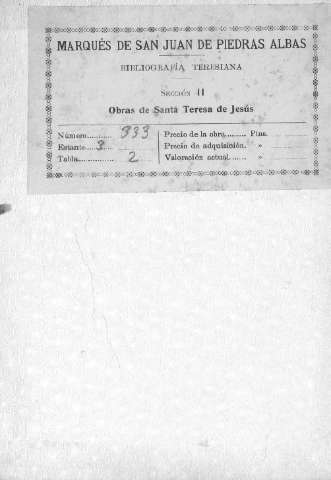 MARQUÉS DE SAN JUAN DE PIEDRAS ALBAS
BIBLIOGRAFÍA TERESIANA
SECCIÓN II
Obras de Santa Teresa de Jesús
Número.......... 333
Estante.... 3
Tabla.............. 2
Precio de la obra........ Ptas.
Precio de adquisición. »
Valoración actual...... »